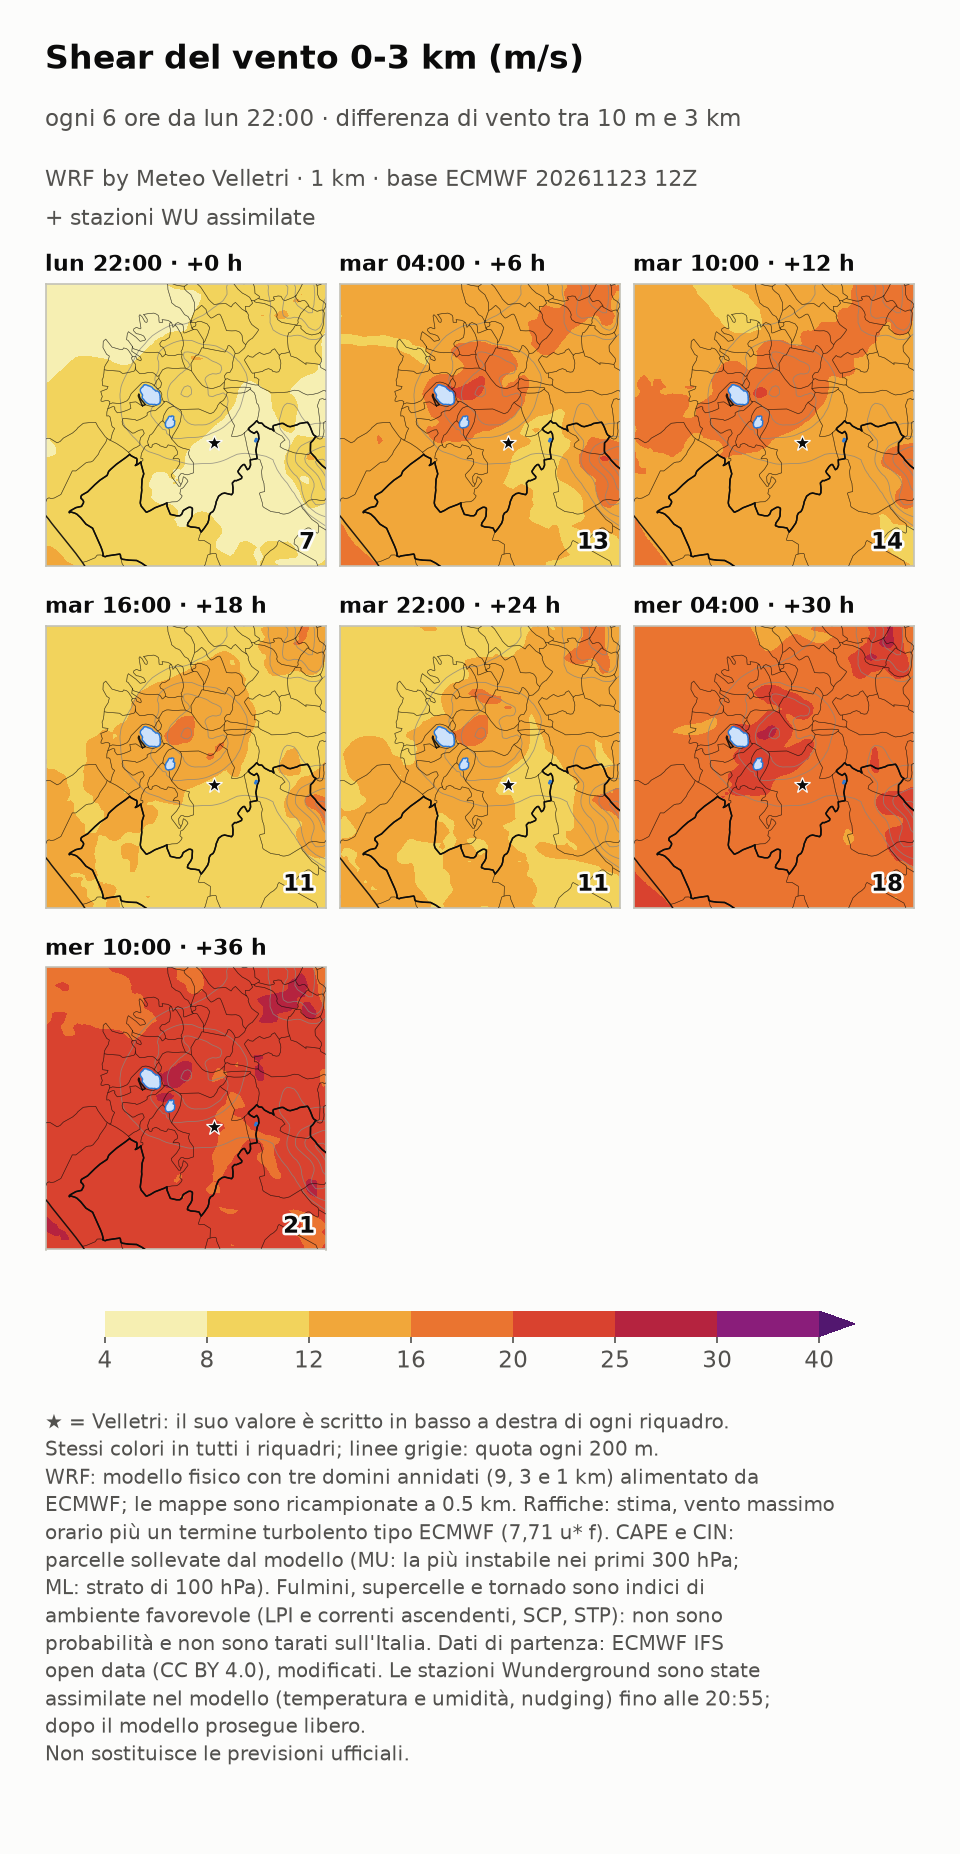 Shear del vento 0-3 km (m/s)
ogni 6 ore da lun 22:00 · differenza di vento tra 10 m e 3 km
WRF by Meteo Velletri · 1 km · base ECMWF 20261123 12Z
+ stazioni WU assimilate
lun 22:00 · +0 h
mar 04:00 · +6 h
mar 10:00 · +12 h
7
13
14
mar 16:00 · +18 h
mar 22:00 · +24 h
mer 04:00 · +30 h
11
11
18
mer 10:00 · +36 h
21
4 8 12 16 20 25 30 40
★ = Velletri: il suo valore è scritto in basso a destra di ogni riquadro.
Stessi colori in tutti i riquadri; linee grigie: quota ogni 200 m.
WRF: modello fisico con tre domini annidati (9, 3 e 1 km) alimentato da
ECMWF; le mappe sono ricampionate a 0.5 km. Raffiche: stima, vento massimo
orario più un termine turbolento tipo ECMWF (7,71 u* f). CAPE e CIN:
parcelle sollevate dal modello (MU: la più instabile nei primi 300 hPa;
ML: strato di 100 hPa). Fulmini, supercelle e tornado sono indici di
ambiente favorevole (LPI e correnti ascendenti, SCP, STP): non sono
probabilità e non sono tarati sull'Italia. Dati di partenza: ECMWF IFS
open data (CC BY 4.0), modificati. Le stazioni Wunderground sono state
assimilate nel modello (temperatura e umidità, nudging) fino alle 20:55;
dopo il modello prosegue libero.
Non sostituisce le previsioni ufficiali.